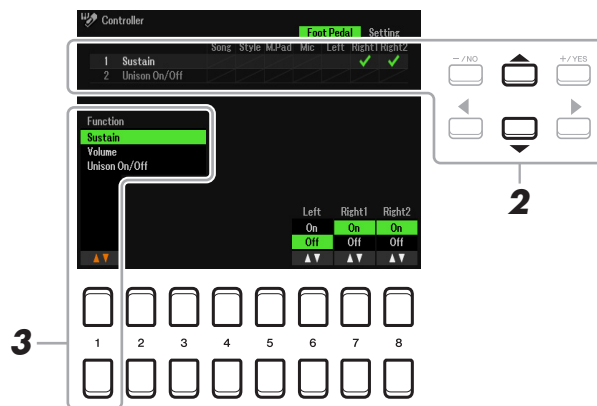 Controller
Foot Pedal Setting
Song Style M.Pad Mic Left Right1 Right2
1 Sustain
2 Unison On/Off
-/NO +/YES
2
Function
Sustain
Volume
Unison On/Off
Left Right1 Right2
On On On
Off Off Off
3
1 2 3 4 5 6 7 8